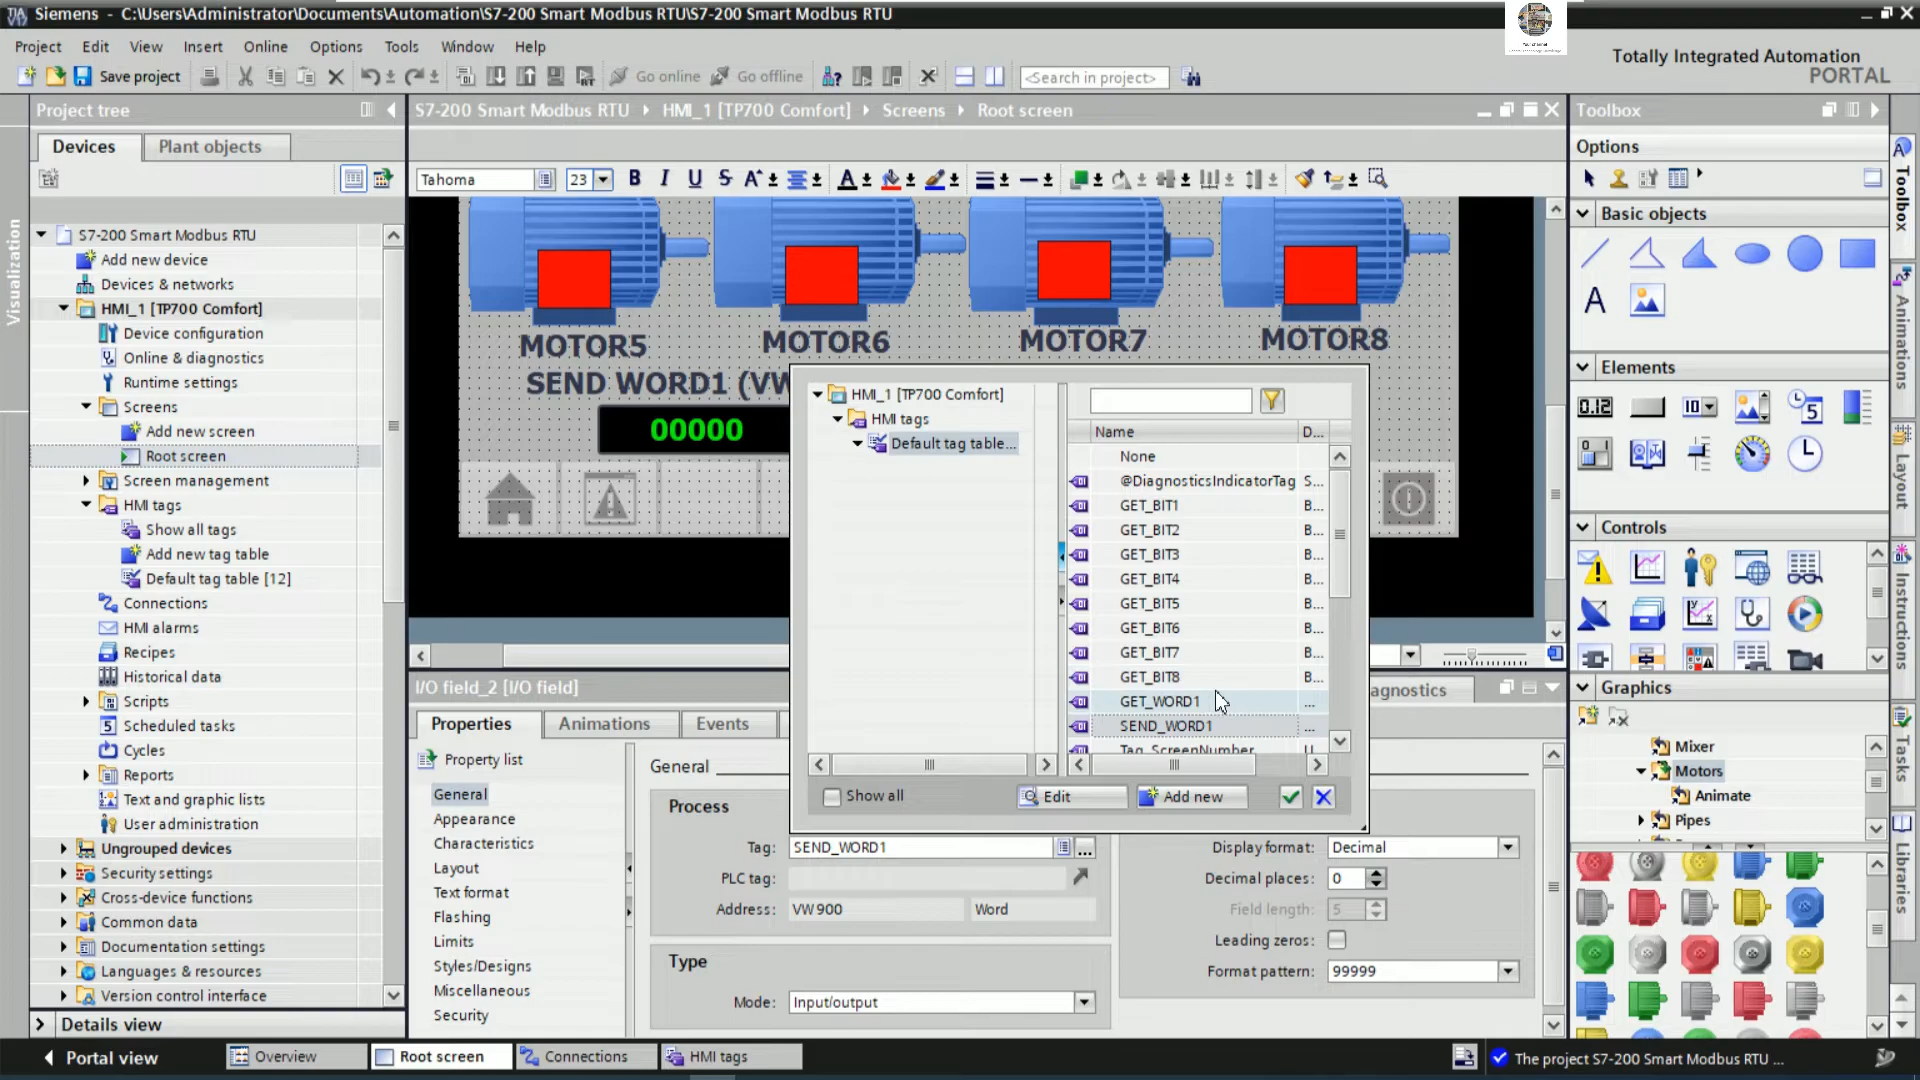 Siemens - C:\Users\Administrator\Documents\Automation\S7-200 Smart Modbus RTU\S7-200 Smart Modbus RTU
Your channel
Project Edit View Insert Online Options Tools Window Help
Totally Integrated Automation
PORTAL
Save project
Go online
Go offline
<Search in project>
Project tree
S7-200 Smart Modbus RTU
HMI_1 [TP700 Comfort]
Screens
Root screen
Toolbox
Devices
Plant objects
Options
Tahoma
23
B I U S A A
Basic objects
Visualization
S7-200 Smart Modbus RTU
Add new device
Devices & networks
HMI_1 [TP700 Comfort]
Device configuration
Online & diagnostics
Runtime settings
Screens
Add new screen
Root screen
Screen management
HMI tags
Show all tags
Add new tag table
Default tag table [12]
Connections
HMI alarms
Recipes
Historical data
Scripts
Scheduled tasks
Cycles
Reports
Text and graphic lists
User administration
Ungrouped devices
Security settings
Cross-device functions
Common data
Documentation settings
Languages & resources
Version control interface
Details view
MOTOR5
MOTOR6
MOTOR7
MOTOR8
SEND WORD1 (VW
00000
HMI_1 [TP700 Comfort]
HMI tags
Default tag table...
Name D...
None
@DiagnosticsIndicatorTag S...
GET_BIT1 B...
GET_BIT2 B...
GET_BIT3 B...
GET_BIT4 B...
GET_BIT5 B...
GET_BIT6 B...
GET_BIT7 B...
GET_BIT8 B...
GET_WORD1 ...
SEND_WORD1 ...
Tag_ScreenNumber U
Show all
Edit
Add new
I/O field_2 [I/O field]
agnostics
Properties
Animations
Events
Property list
General
Appearance
Characteristics
Layout
Text format
Flashing
Limits
Styles/Designs
Miscellaneous
Security
General
Process
Tag: SEND_WORD1
PLC tag:
Address: VW 900 Word
Type
Mode: Input/output
Display format: Decimal
Decimal places: 0
Field length: 5
Leading zeros:
Format pattern: 99999
A
Elements
0.12
10
5
Controls
Graphics
Mixer
Motors
Animate
Pipes
Toolbox
Animations
Layout
Instructions
Tasks
Libraries
Portal view
Overview
Root screen
Connections
HMI tags
The project S7-200 Smart Modbus RTU ...